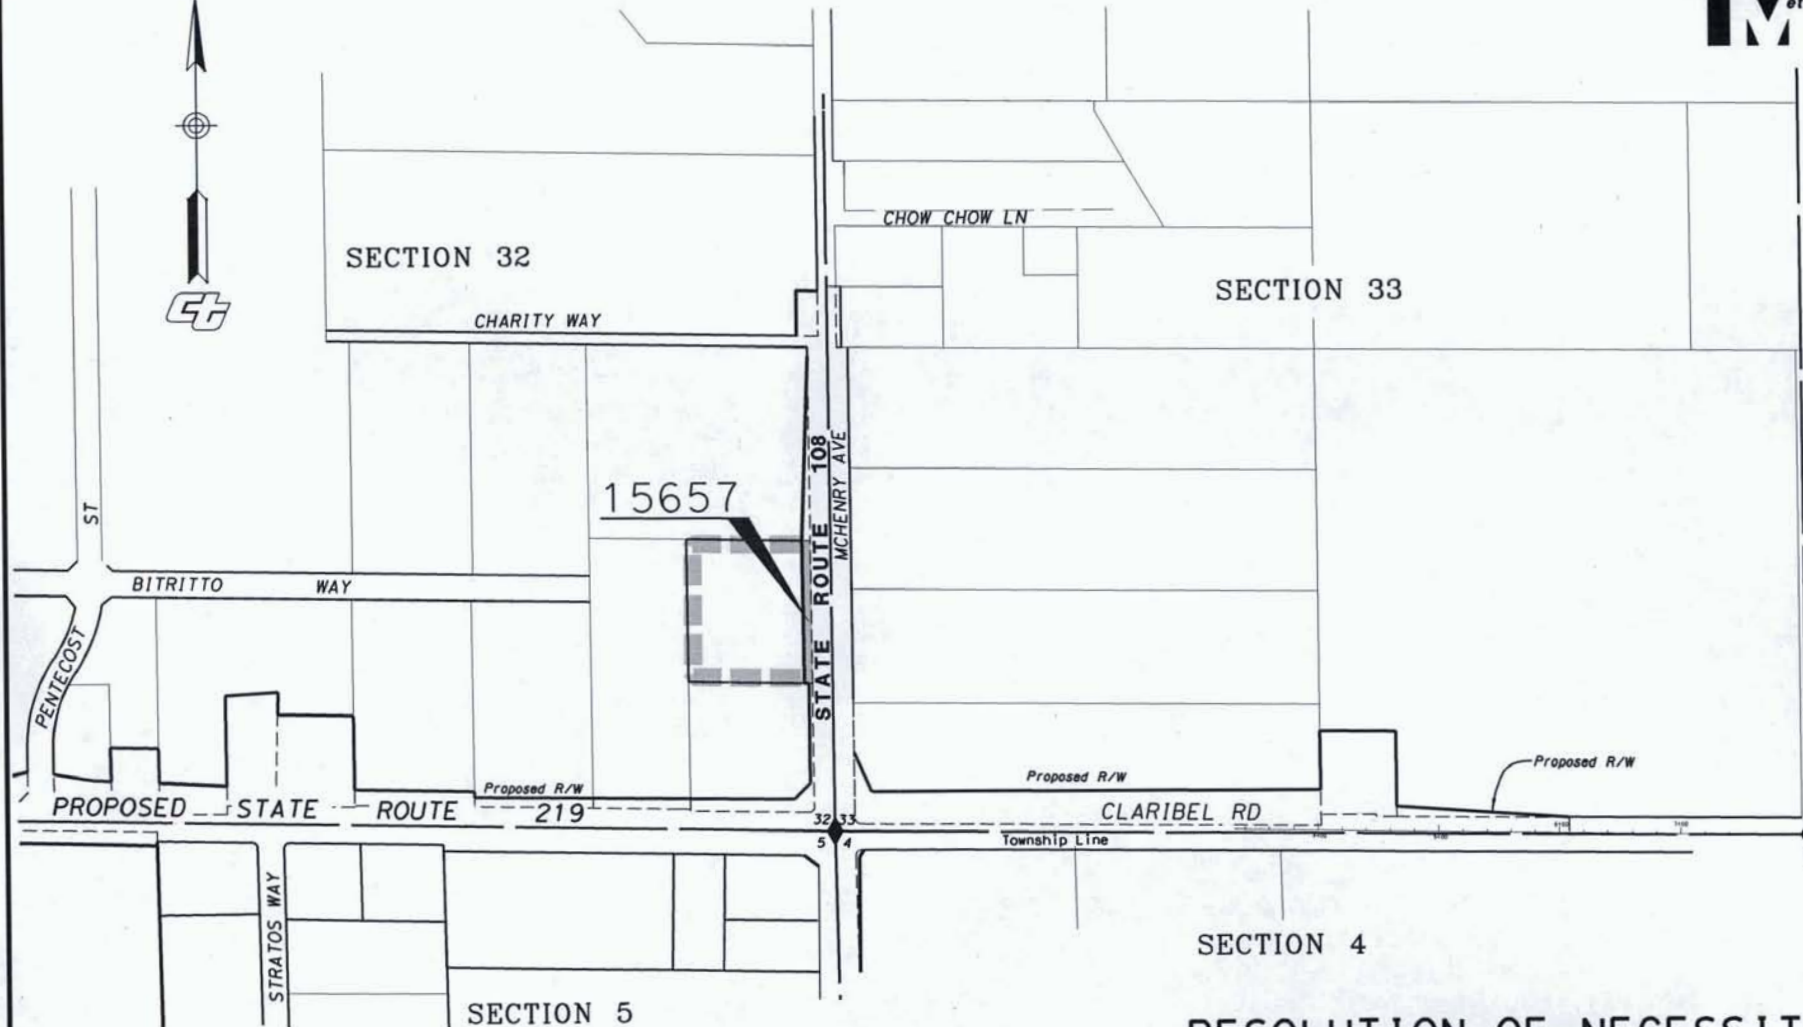 M
CHOW CHOW LN
SECTION 32
SECTION 33
Ct
CHARITY WAY
15657
STATE ROUTE 108
MCHENRY AVE
ST
BITRITTO WAY
PENTECOST
Proposed R/W
Proposed R/W
Proposed R/W
PROPOSED STATE ROUTE 219
CLARIBEL RD
32 33
5 4
Township Line
STRATOS WAY
SECTION 4
SECTION 5